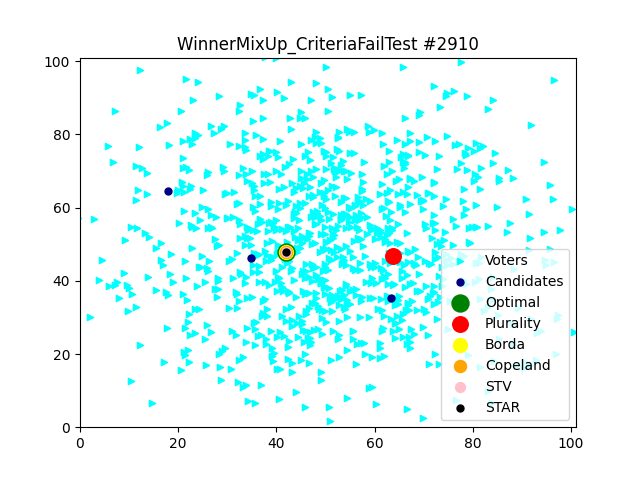 WinnerMixUp_CriteriaFailTest #2910
100
80
60
40
20
0
0 20 40 60 80 100
Voters
Candidates
Optimal
Plurality
Borda
Copeland
STV
STAR